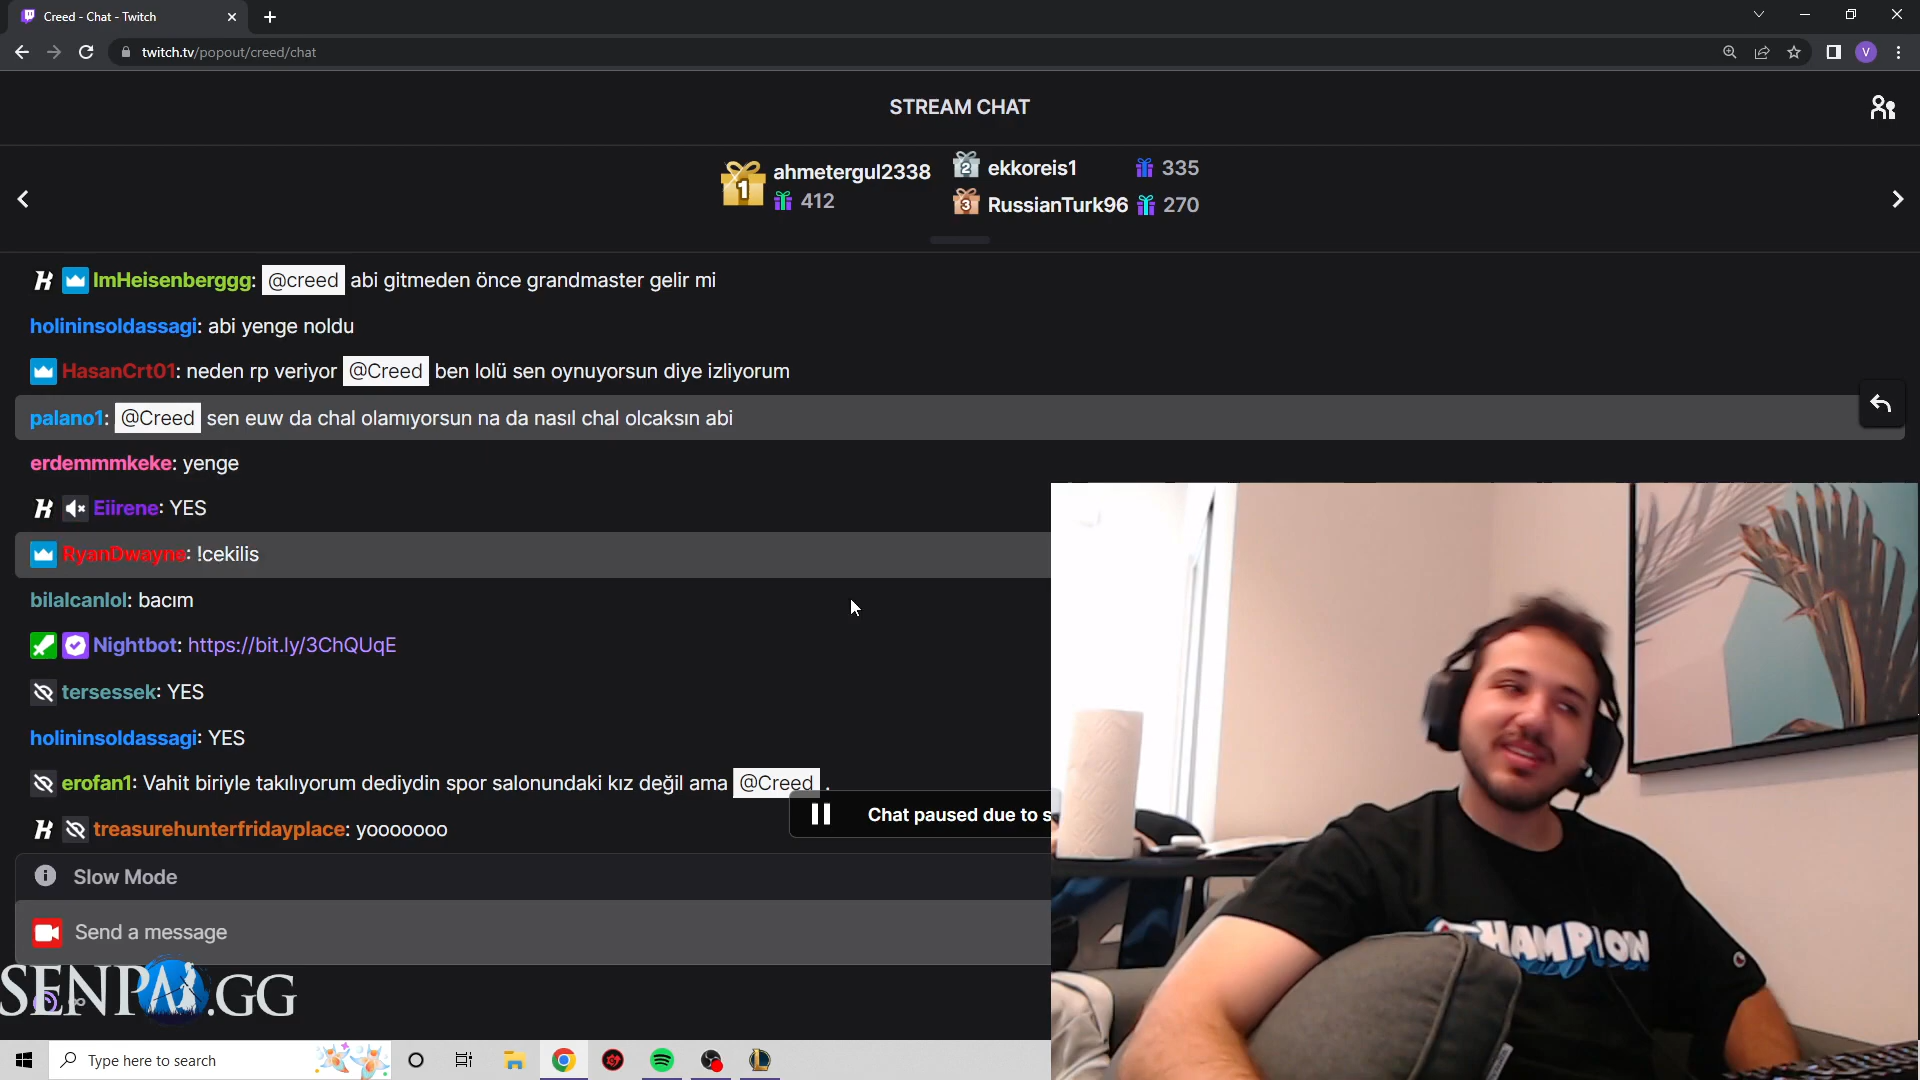 Creed - Chat - Twitch
twitch.tv/popout/creed/chat
V
STREAM CHAT
1 ahmetergul2338
412
2 ekkoreis1 335
3 RussianTurk96 270
ImHeisenberggg: @creed abi gitmeden önce grandmaster gelir mi
holininsoldassagi: abi yenge noldu
HasanCrt01: neden rp veriyor @Creed ben lolü sen oynuyorsun diye izliyorum
palano1: @Creed sen euw da chal olamıyorsun na da nasıl chal olcaksın abi
erdemmmkeke: yenge
Eiirene: YES
RyanDwayne: !cekilis
bilalcanlol: bacım
Nightbot: https://bit.ly/3ChQUqE
tersessek: YES
holininsoldassagi: YES
erofan1: Vahit biriyle takılıyorum dediydin spor salonundaki kız değil ama @Creed .
treasurehunterfridayplace: yooooooo
Chat paused due to s
Slow Mode
Send a message
SENPAI.GG
CHAMPION
Type here to search